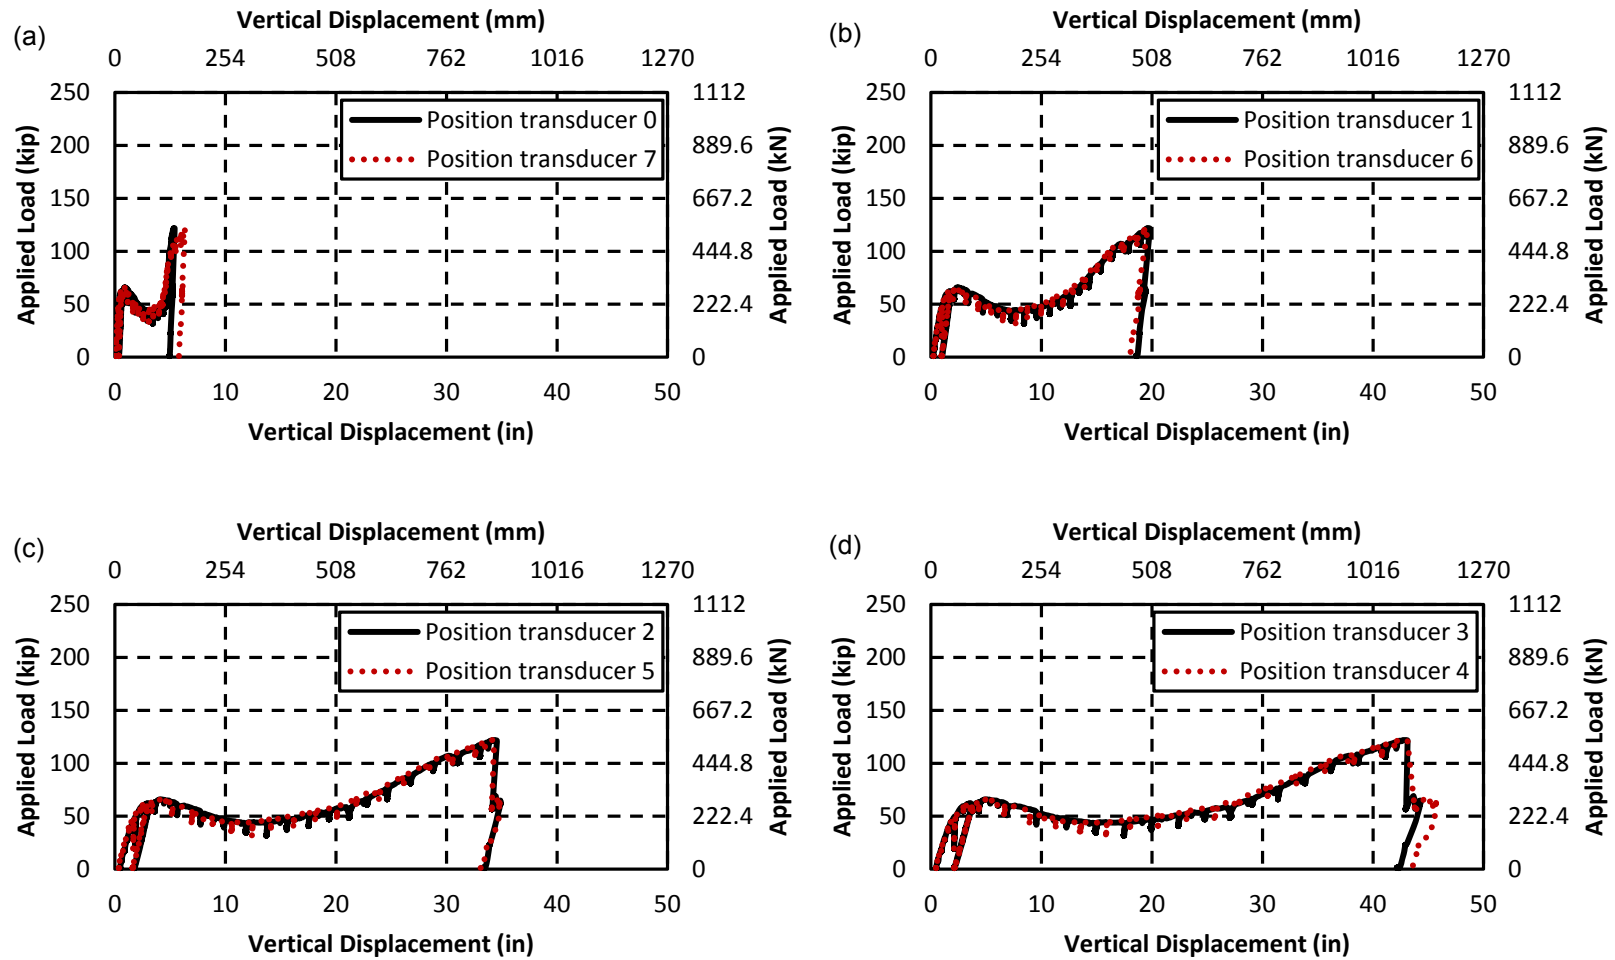 (a)
Vertical Displacement (mm)
0 254 508 762 1016 1270
Applied Load (kip)
250 200 150 100 50 0
Position transducer 0
Position transducer 7
1112 889.6 667.2 444.8 222.4 0
Applied Load (kN)
0 10 20 30 40 50
Vertical Displacement (in)
(b)
Vertical Displacement (mm)
0 254 508 762 1016 1270
Applied Load (kip)
250 200 150 100 50 0
Position transducer 1
Position transducer 6
1112 889.6 667.2 444.8 222.4 0
Applied Load (kN)
0 10 20 30 40 50
Vertical Displacement (in)
(c)
Vertical Displacement (mm)
0 254 508 762 1016 1270
Applied Load (kip)
250 200 150 100 50 0
Position transducer 2
Position transducer 5
1112 889.6 667.2 444.8 222.4 0
Applied Load (kN)
0 10 20 30 40 50
Vertical Displacement (in)
(d)
Vertical Displacement (mm)
0 254 508 762 1016 1270
Applied Load (kip)
250 200 150 100 50 0
Position transducer 3
Position transducer 4
1112 889.6 667.2 444.8 222.4 0
Applied Load (kN)
0 10 20 30 40 50
Vertical Displacement (in)